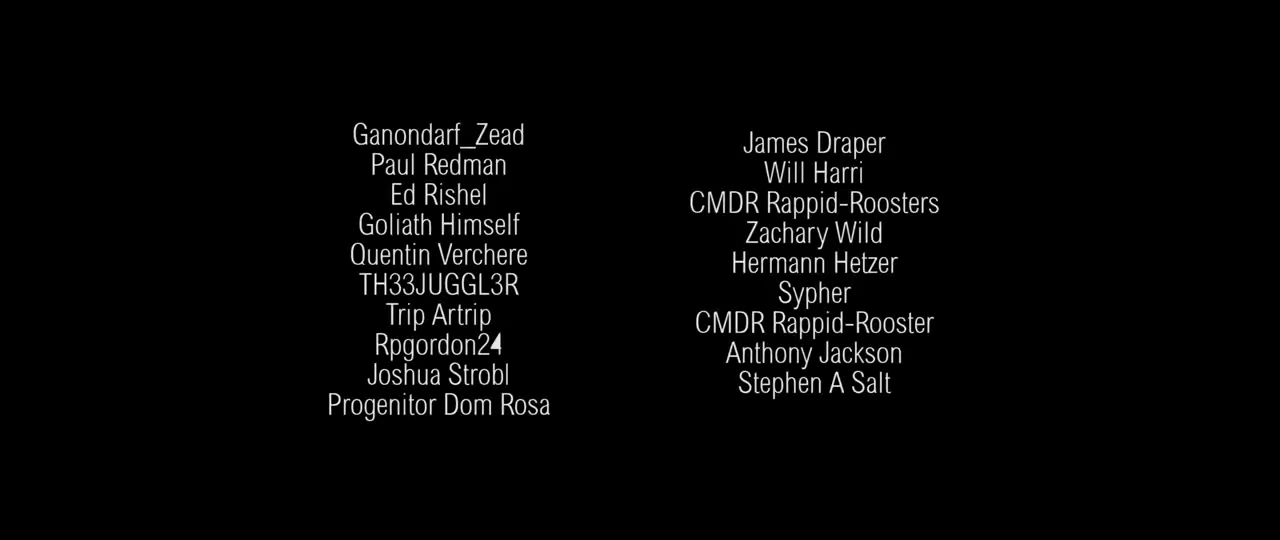 Ganondarf_Zead
Paul Redman
Ed Rishel
Goliath Himself
Quentin Verchere
TH33JUGGL3R
Trip Artrip
Rpgordon24
Joshua Strobl
Progenitor Dom Rosa
James Draper
Will Harri
CMDR Rappid-Roosters
Zachary Wild
Hermann Hetzer
Sypher
CMDR Rappid-Rooster
Anthony Jackson
Stephen A Salt